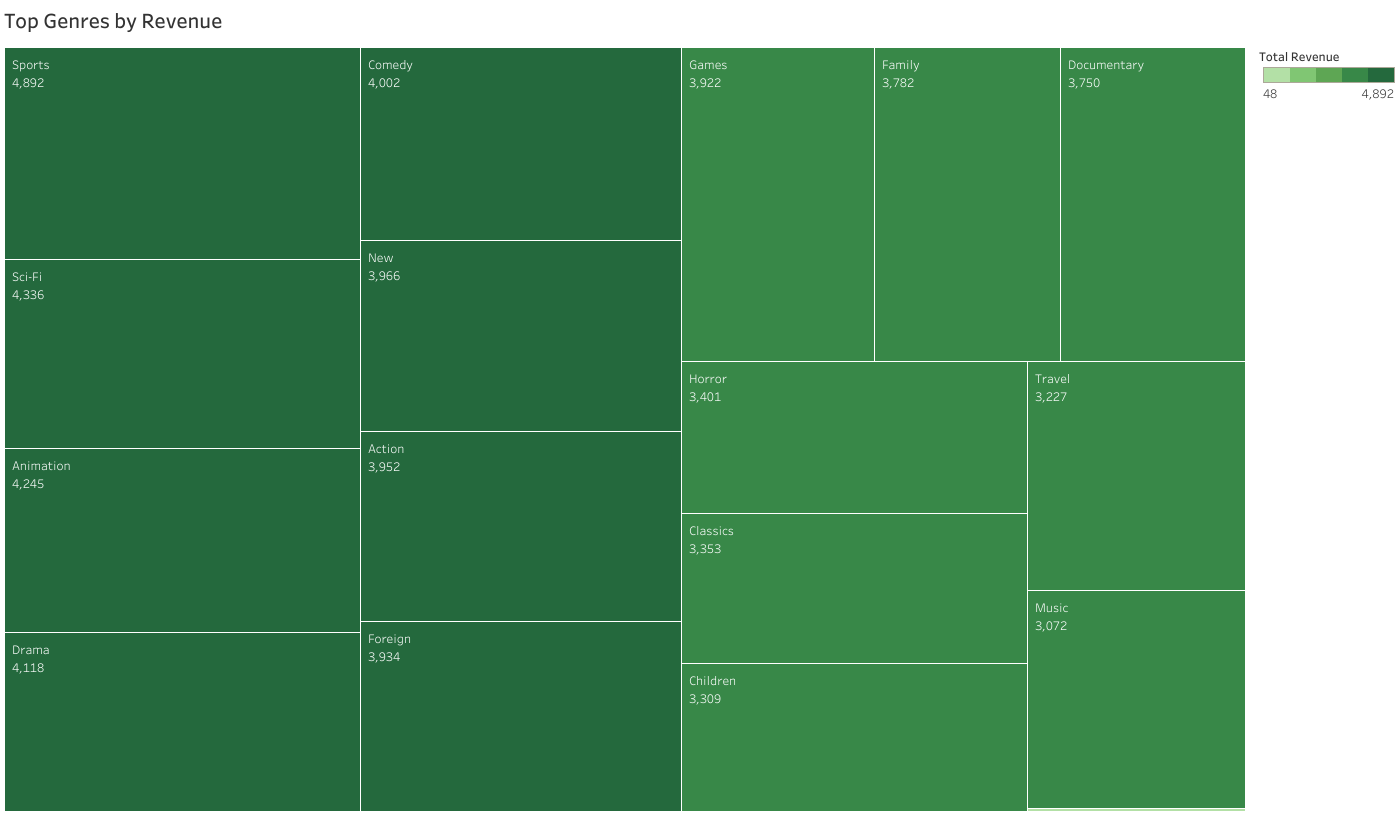 Top Genres by Revenue
Sports
4,892
Sci-Fi
4,336
Animation
4,245
Drama
4,118
Comedy
4,002
New
3,966
Action
3,952
Foreign
3,934
Games
3,922
Family
3,782
Documentary
3,750
Horror
3,401
Classics
3,353
Children
3,309
Travel
3,227
Music
3,072
Total Revenue
48 4,892